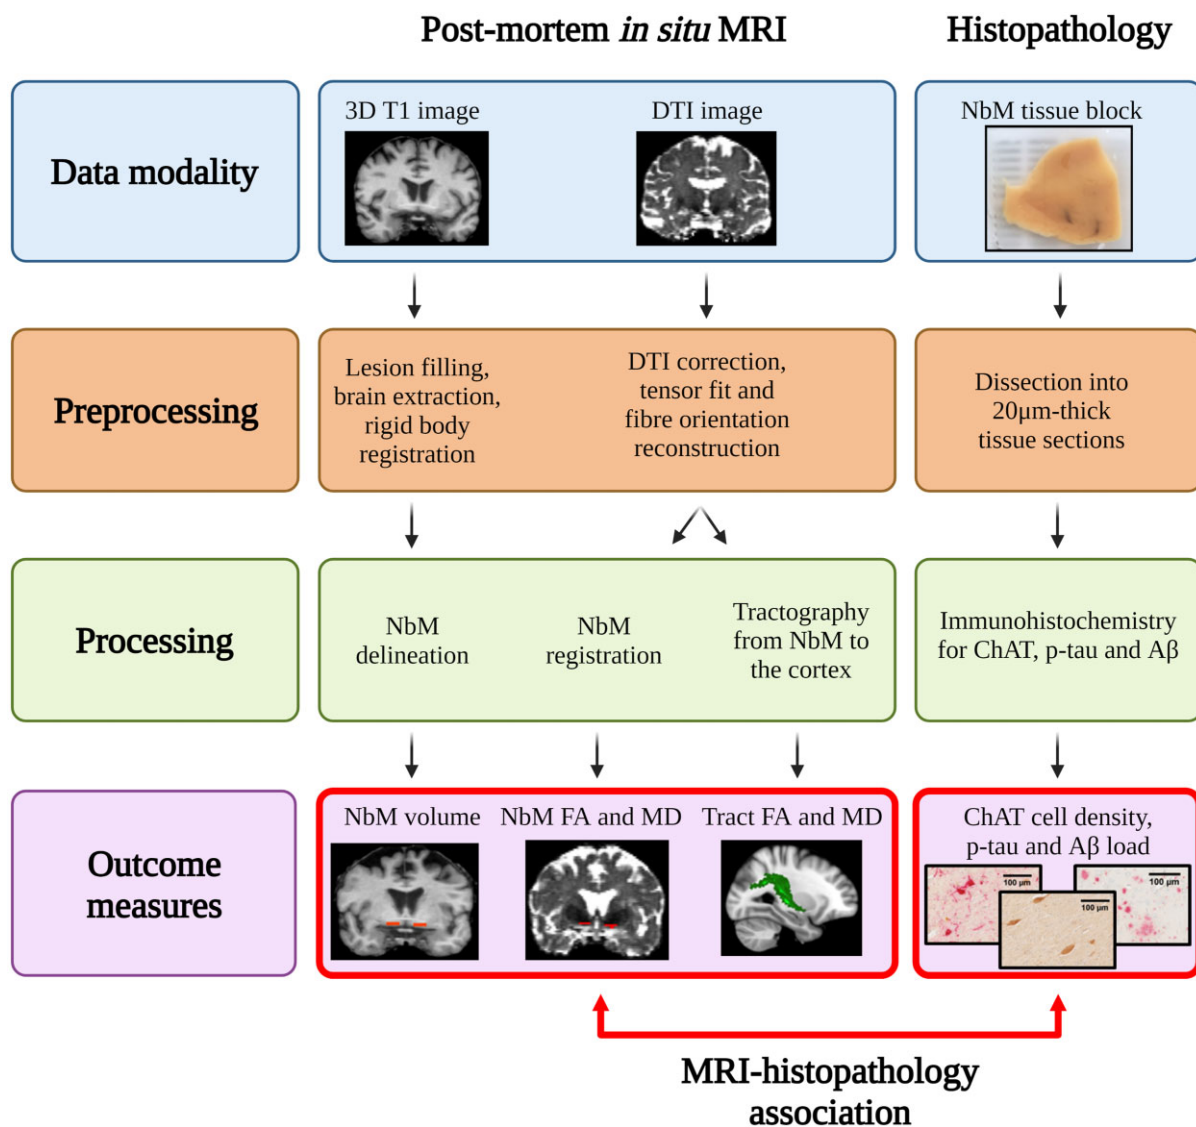 Post-mortem in situ MRI
Histopathology
Data modality
3D T1 image
DTI image
NbM tissue block
Preprocessing
Lesion filling,
brain extraction,
rigid body
registration
DTI correction,
tensor fit and
fibre orientation
reconstruction
Dissection into
20μm-thick
tissue sections
Processing
NbM
delineation
NbM
registration
Tractography
from NbM to
the cortex
Immunohistochemistry
for ChAT, p-tau and Aβ
Outcome
measures
NbM volume
NbM FA and MD
Tract FA and MD
ChAT cell density,
p-tau and Aβ load
100 μm
100 μm
100 μm
MRI-histopathology
association